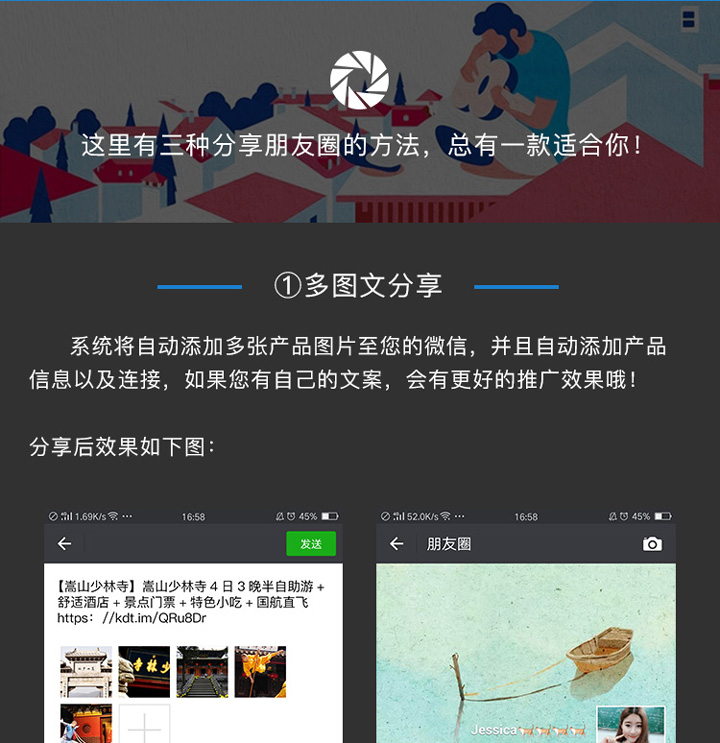 这里有三种分享朋友圈的方法，总有一款适合你！
①多图文分享
系统将自动添加多张产品图片至您的微信，并且自动添加产品
信息以及连接，如果您有自己的文案，会有更好的推广效果哦！
分享后效果如下图：
1.69K/s 16:58 45%
发送
【嵩山少林寺】嵩山少林寺 4 日 3 晚半自助游 +
舒适酒店 + 景点门票 + 特色小吃 + 国航直飞
https：//kdt.im/QRu8Dr
52.0K/s 16:58 45%
朋友圈
Jessica